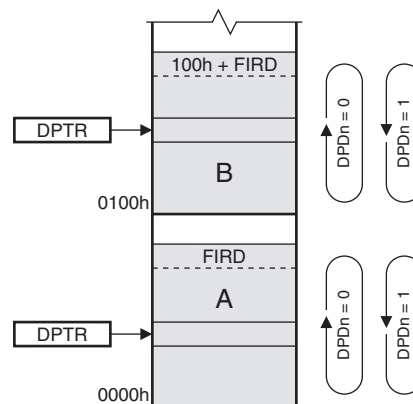 100h + FIRD
DPTR
B
0100h
DPDn = 0
DPDn = 1
FIRD
A
DPTR
0000h
DPDn = 0
DPDn = 1